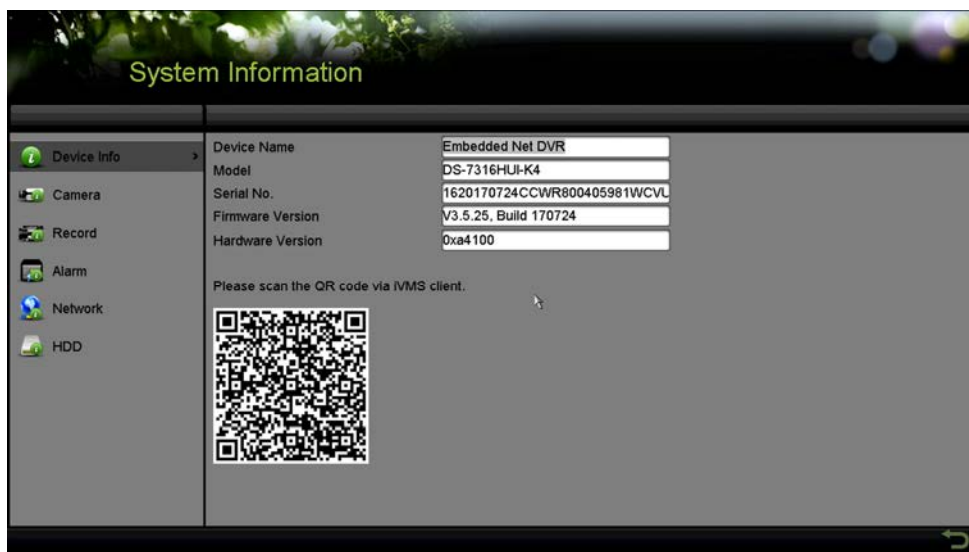 System Information
Device Info
Camera
Record
Alarm
Network
HDD
Device Name Embedded Net DVR
Model DS-7316HUI-K4
Serial No. 1620170724CCWR800405981WCVU
Firmware Version V3.5.25, Build 170724
Hardware Version 0xa4100
Please scan the QR code via iVMS client.